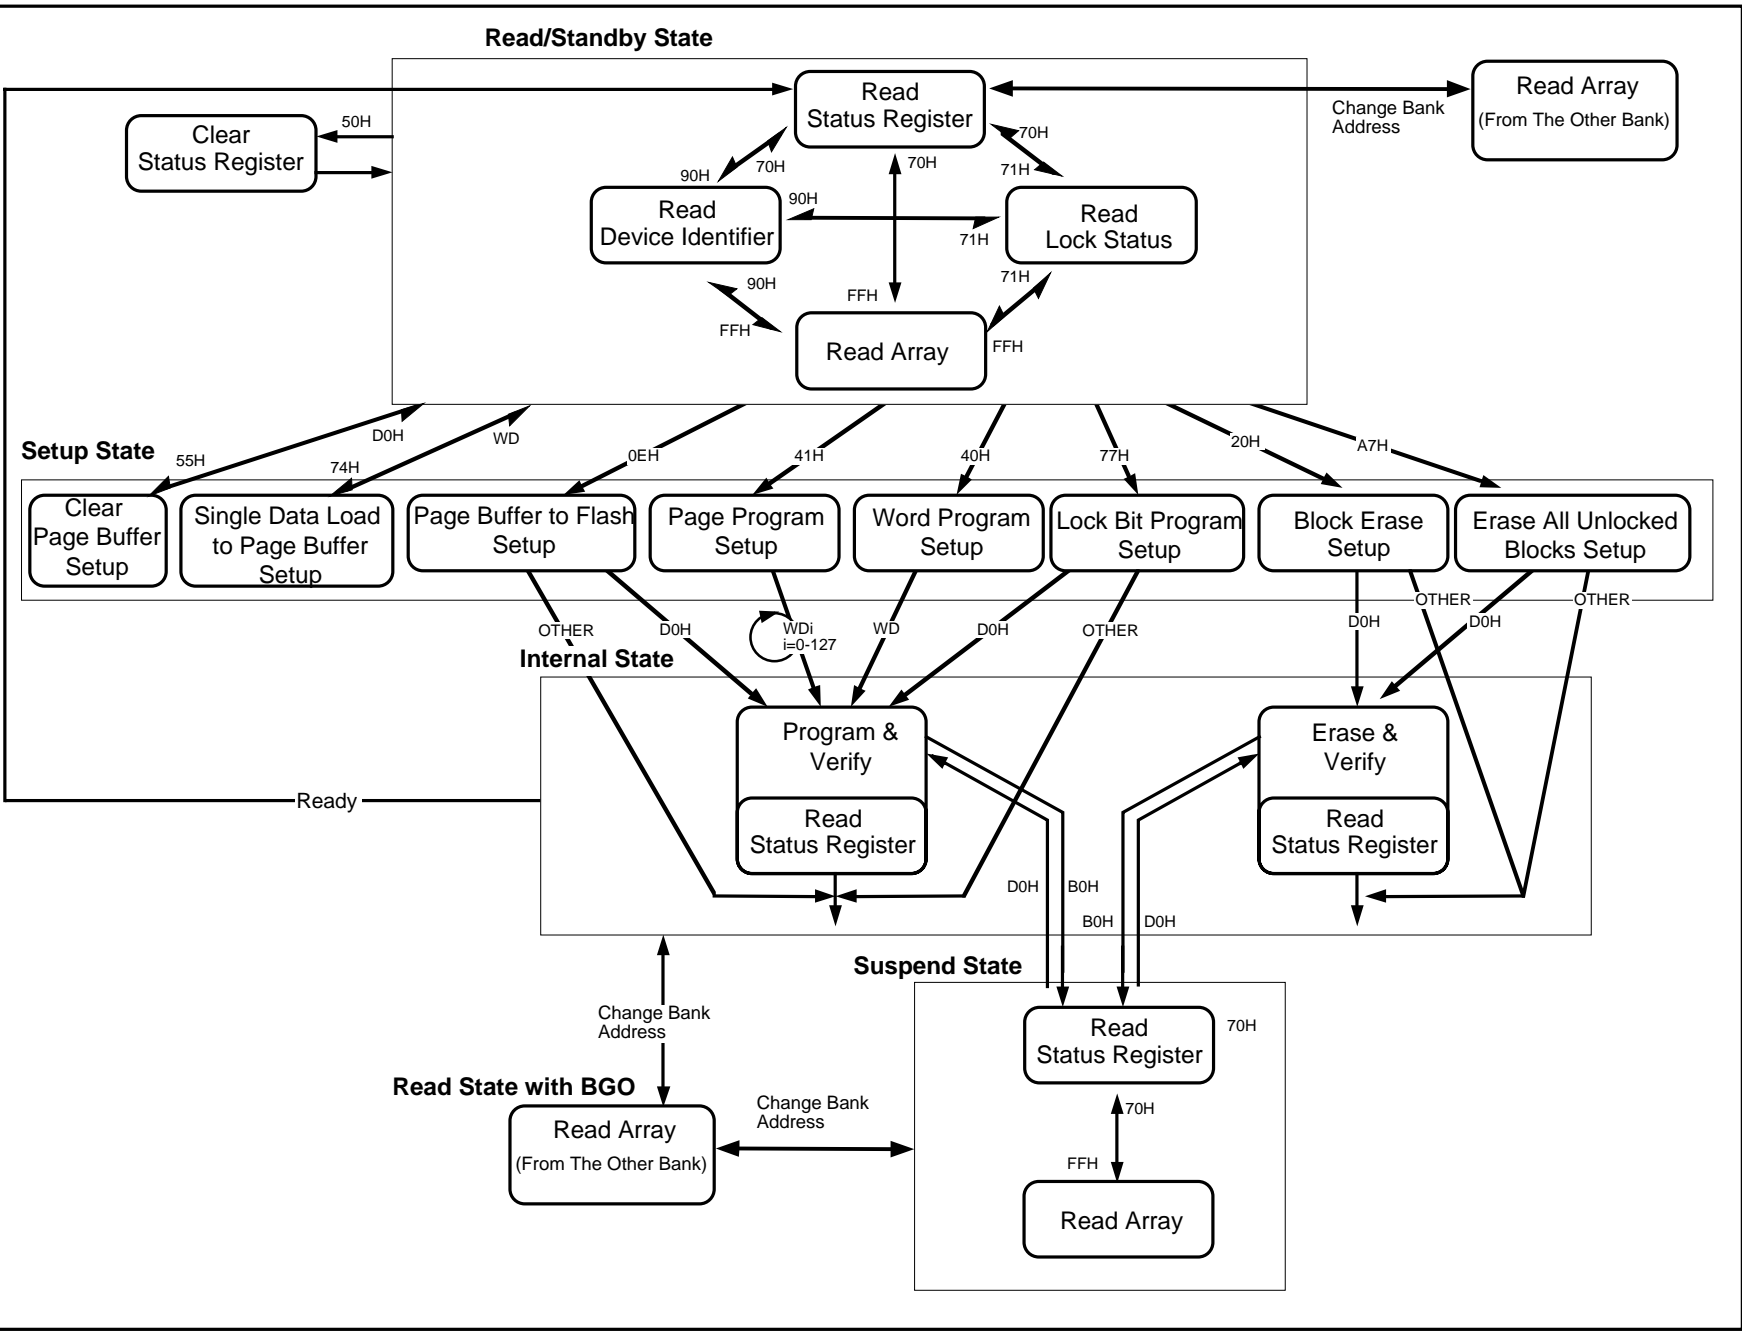 Read/Standby State
Read
Status Register
Read Array
(From The Other Bank)
Change Bank
Address
Clear
Status Register
50H
70H
90H
70H
70H
71H
Read
Device Identifier
90H
71H
Read
Lock Status
90H
FFH
FFH
71H
FFH
Read Array
Setup State
55H
D0H
74H
WD
0EH
41H
40H
77H
20H
A7H
Clear
Page Buffer
Setup
Single Data Load
to Page Buffer
Setup
Page Buffer to Flash
Setup
Page Program
Setup
Word Program
Setup
Lock Bit Program
Setup
Block Erase
Setup
Erase All Unlocked
Blocks Setup
OTHER
D0H
WDi
i=0-127
WD
D0H
OTHER
D0H
OTHER
D0H
OTHER
Internal State
Program &
Verify
Read
Status Register
Erase &
Verify
Read
Status Register
Ready
D0H
B0H
B0H
D0H
Suspend State
Change Bank
Address
Read
Status Register
70H
Read State with BGO
Read Array
(From The Other Bank)
Change Bank
Address
70H
FFH
Read Array